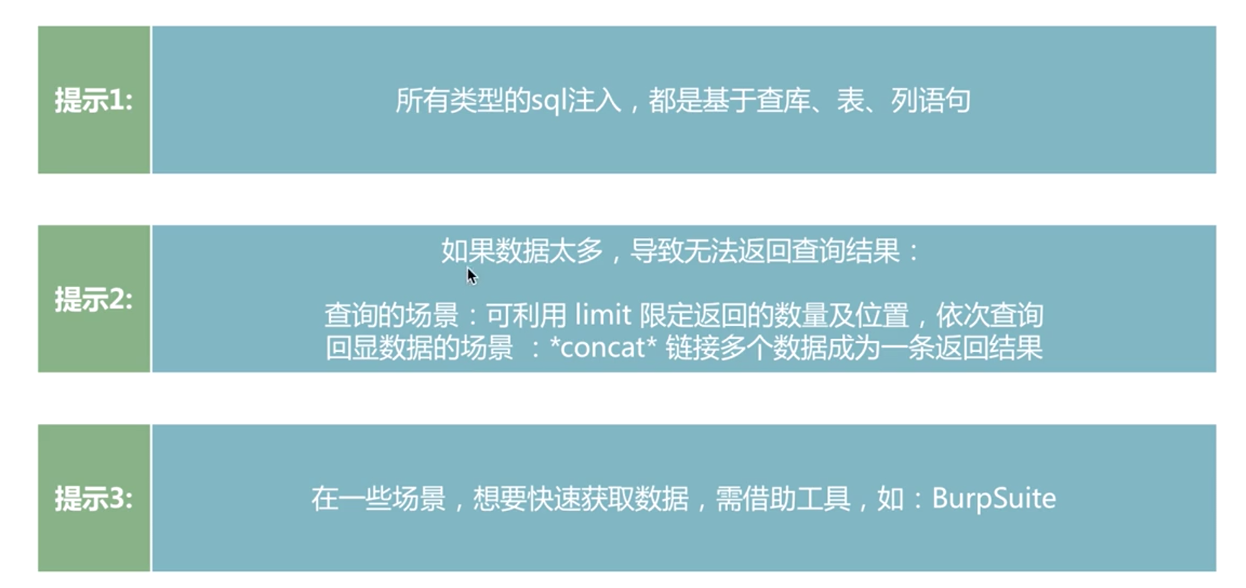 提示1:
所有类型的sql注入，都是基于查库、表、列语句
提示2:
如果数据太多，导致无法返回查询结果：
查询的场景：可利用 limit 限定返回的数量及位置，依次查询
回显数据的场景 ：*concat* 链接多个数据成为一条返回结果
提示3:
在一些场景，想要快速获取数据，需借助工具，如：BurpSuite